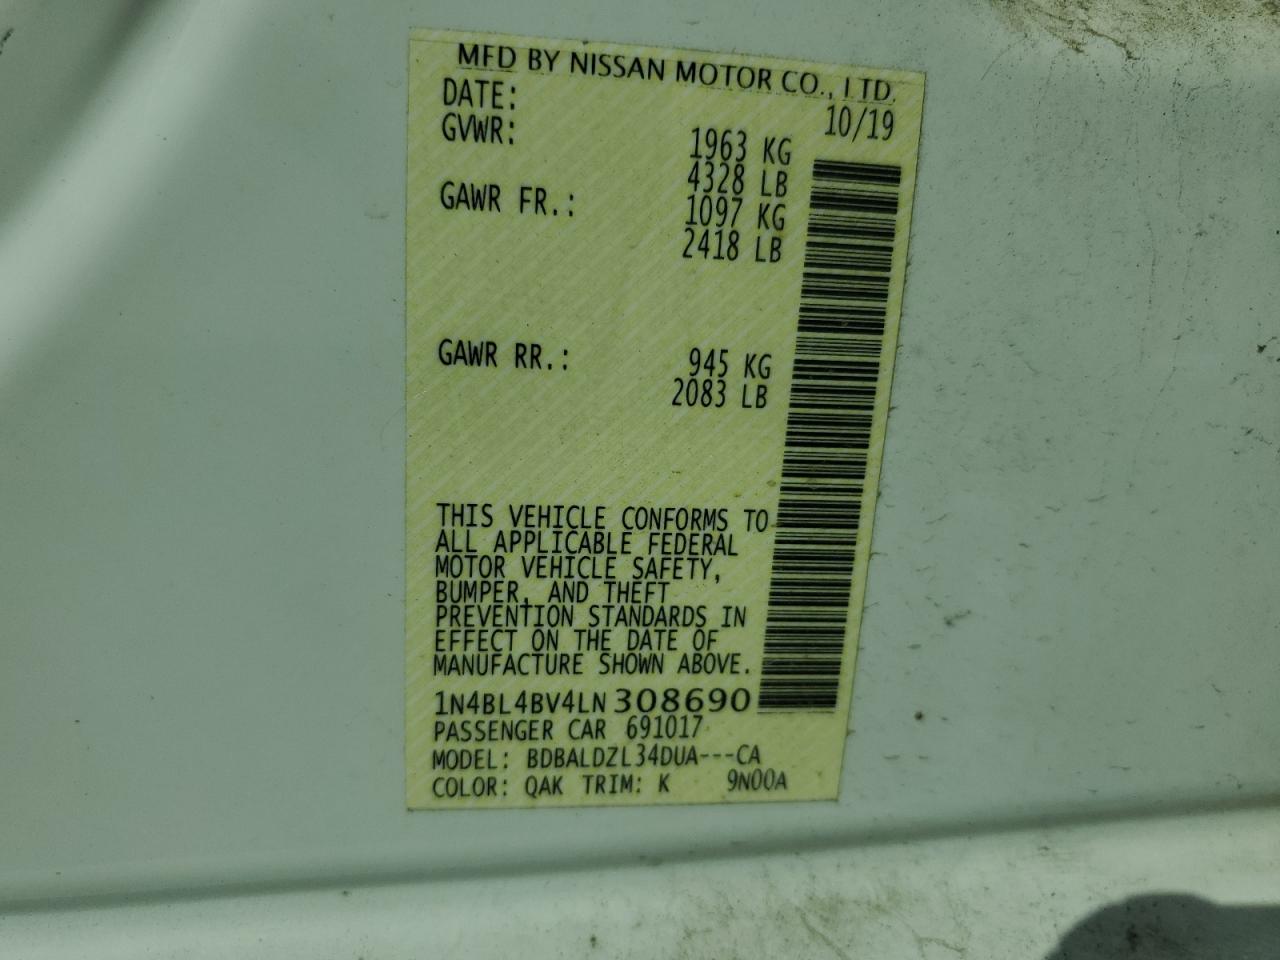 MFD BY NISSAN MOTOR CO., LTD.
DATE: 10/19
GVWR: 1963 KG
4328 LB
GAWR FR.: 1097 KG
2418 LB
GAWR RR.: 945 KG
2083 LB
THIS VEHICLE CONFORMS TO
ALL APPLICABLE FEDERAL
MOTOR VEHICLE SAFETY,
BUMPER, AND THEFT
PREVENTION STANDARDS IN
EFFECT ON THE DATE OF
MANUFACTURE SHOWN ABOVE.
1N4BL4BV4LN308690
PASSENGER CAR 691017
MODEL: BDBALDZL34DUA---CA
COLOR: QAK TRIM: K 9N00A